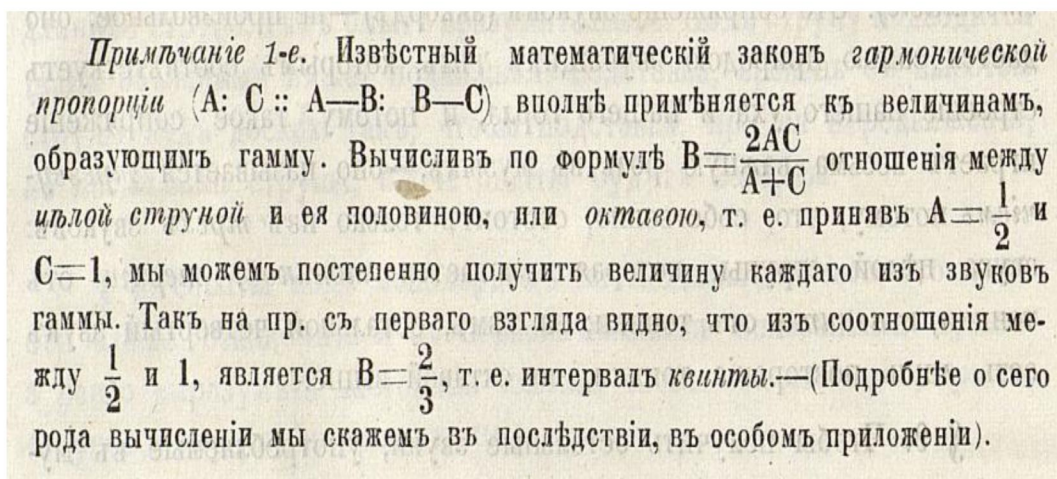 Примѣчаніе 1-е. Извѣстный математическій законъ гармонической
пропорціи (А: С :: А—В: В—С) вполнѣ примѣняется къ величинамъ,
образующимъ гамму. Вычисливъ по формулѣ В=2АС/А+С отношенія между
цѣлой струной и ея половиною, или октавою, т. е. принявъ А=1/2 и
С=1, мы можемъ постепенно получить величину каждаго изъ звуковъ
гаммы. Такъ на пр. съ перваго взгляда видно, что изъ соотношенія ме-
жду 1/2 и 1, является В=2/3, т. е. интервалъ квинты.—(Подробнѣе о сего
рода вычисленіи мы скажемъ въ послѣдствіи, въ особомъ приложеніи).